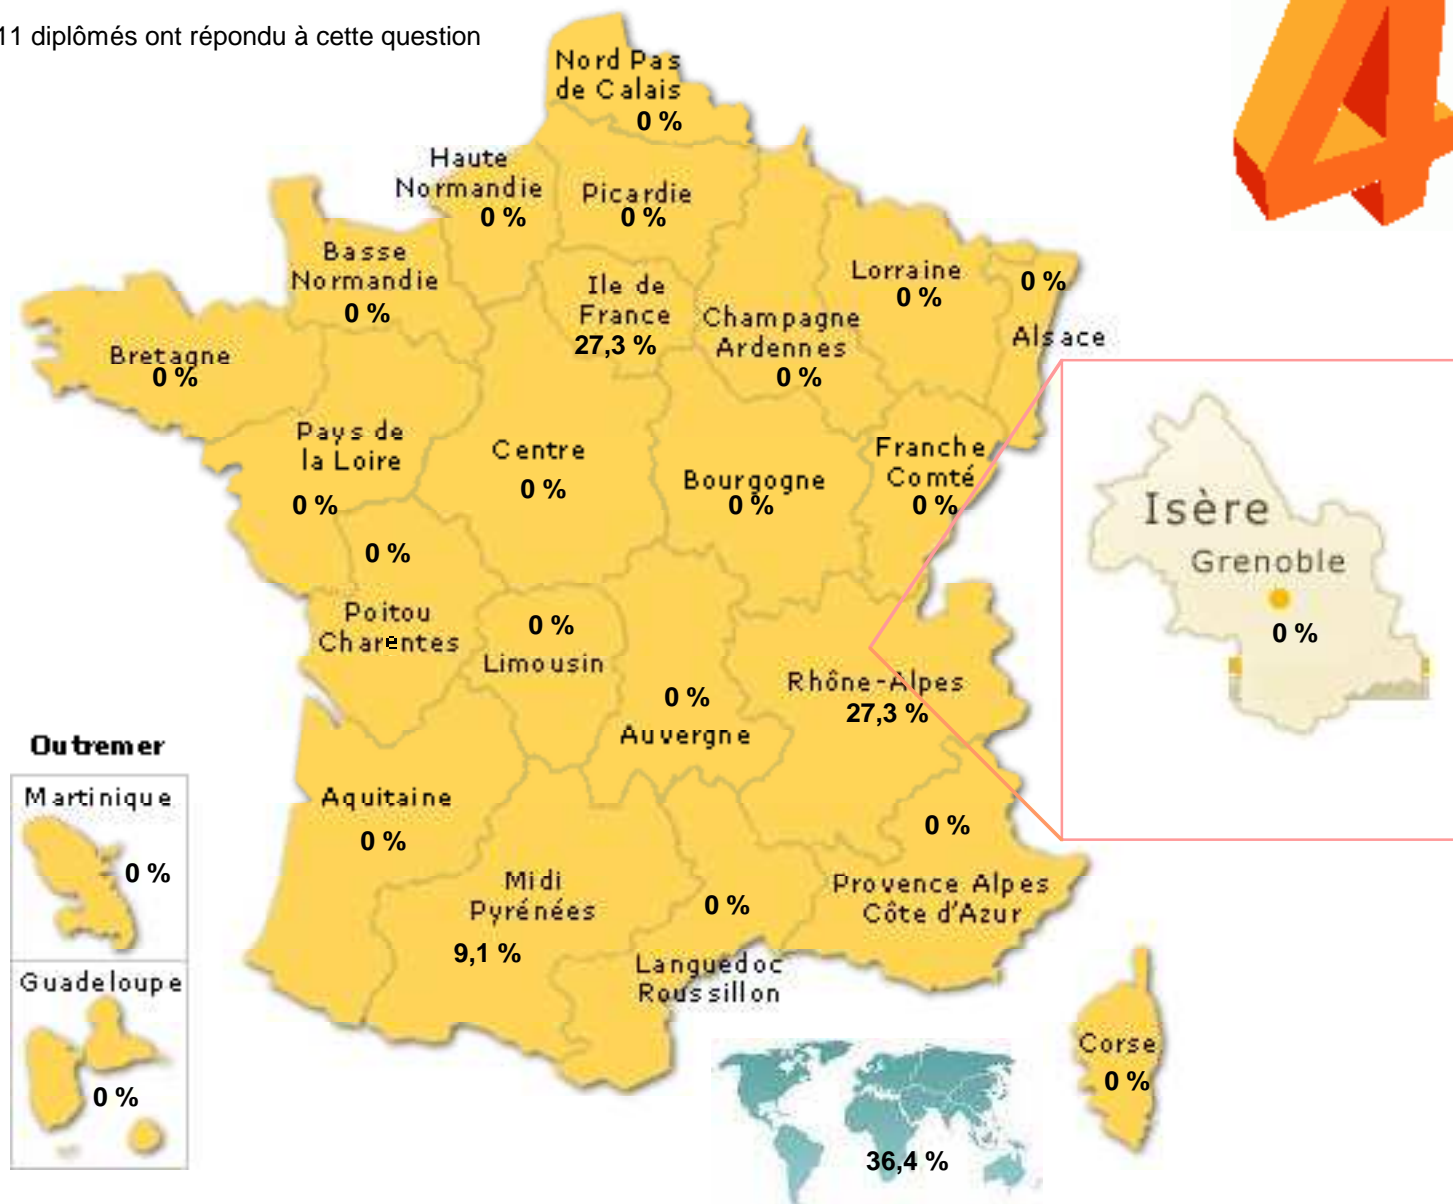 11 diplômés ont répondu à cette question
4
Nord Pas
de Calais
0 %
Haute
Normandie
0 %
Picardie
0 %
Basse
Normandie
0 %
Ile de
France
27,3 %
Champagne
Ardennes
0 %
Lorraine
0 %
0 %
Alsace
Bretagne
0 %
Pays de
la Loire
0 %
Centre
0 %
Bourgogne
0 %
Franche
Comté
0 %
Isère
Grenoble
0 %
0 %
Poitou
Charentes
0 %
Limousin
0 %
Auvergne
Rhône-Alpes
27,3 %
Outremer
Martinique
0 %
Guadeloupe
0 %
Aquitaine
0 %
Midi
Pyrénées
9,1 %
0 %
Languedoc
Roussillon
0 %
Provence Alpes
Côte d'Azur
Corse
0 %
36,4 %